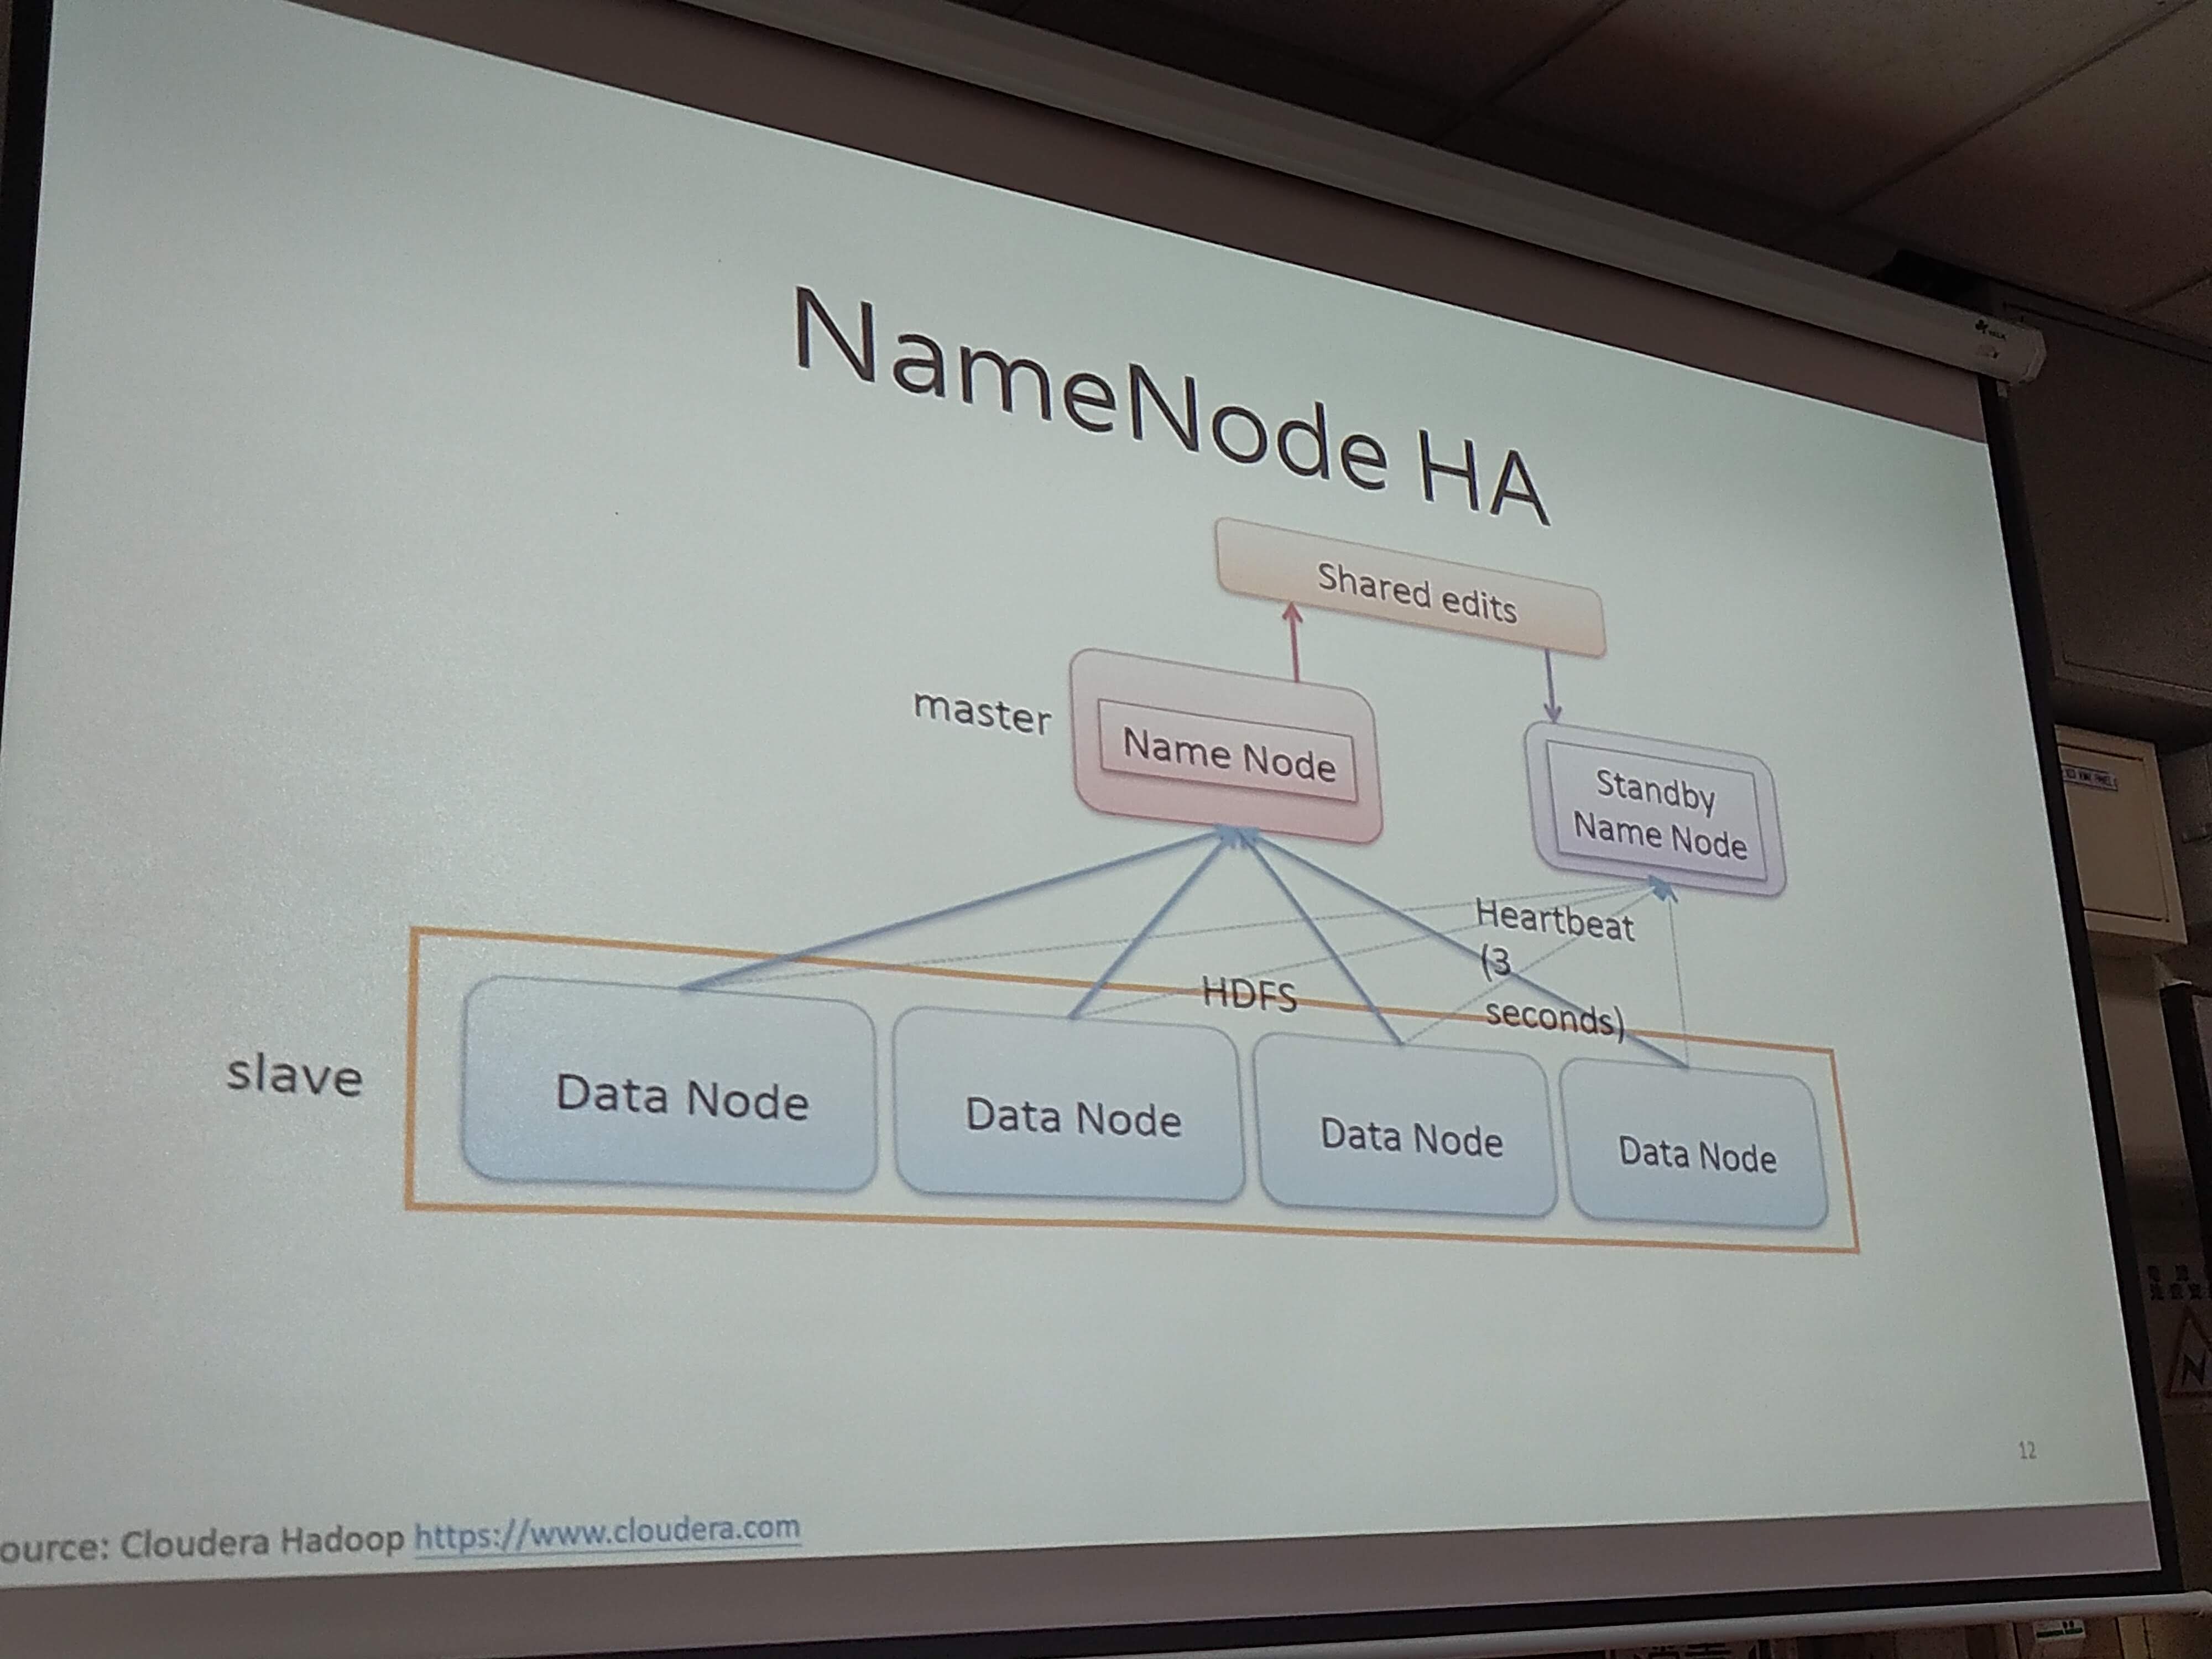 NameNode HA
Shared edits
master
Name Node
Standby
Name Node
Heartbeat
(3
seconds)
HDFS
slave
Data Node
Data Node
Data Node
Data Node
12
ource: Cloudera Hadoop https://www.cloudera.com